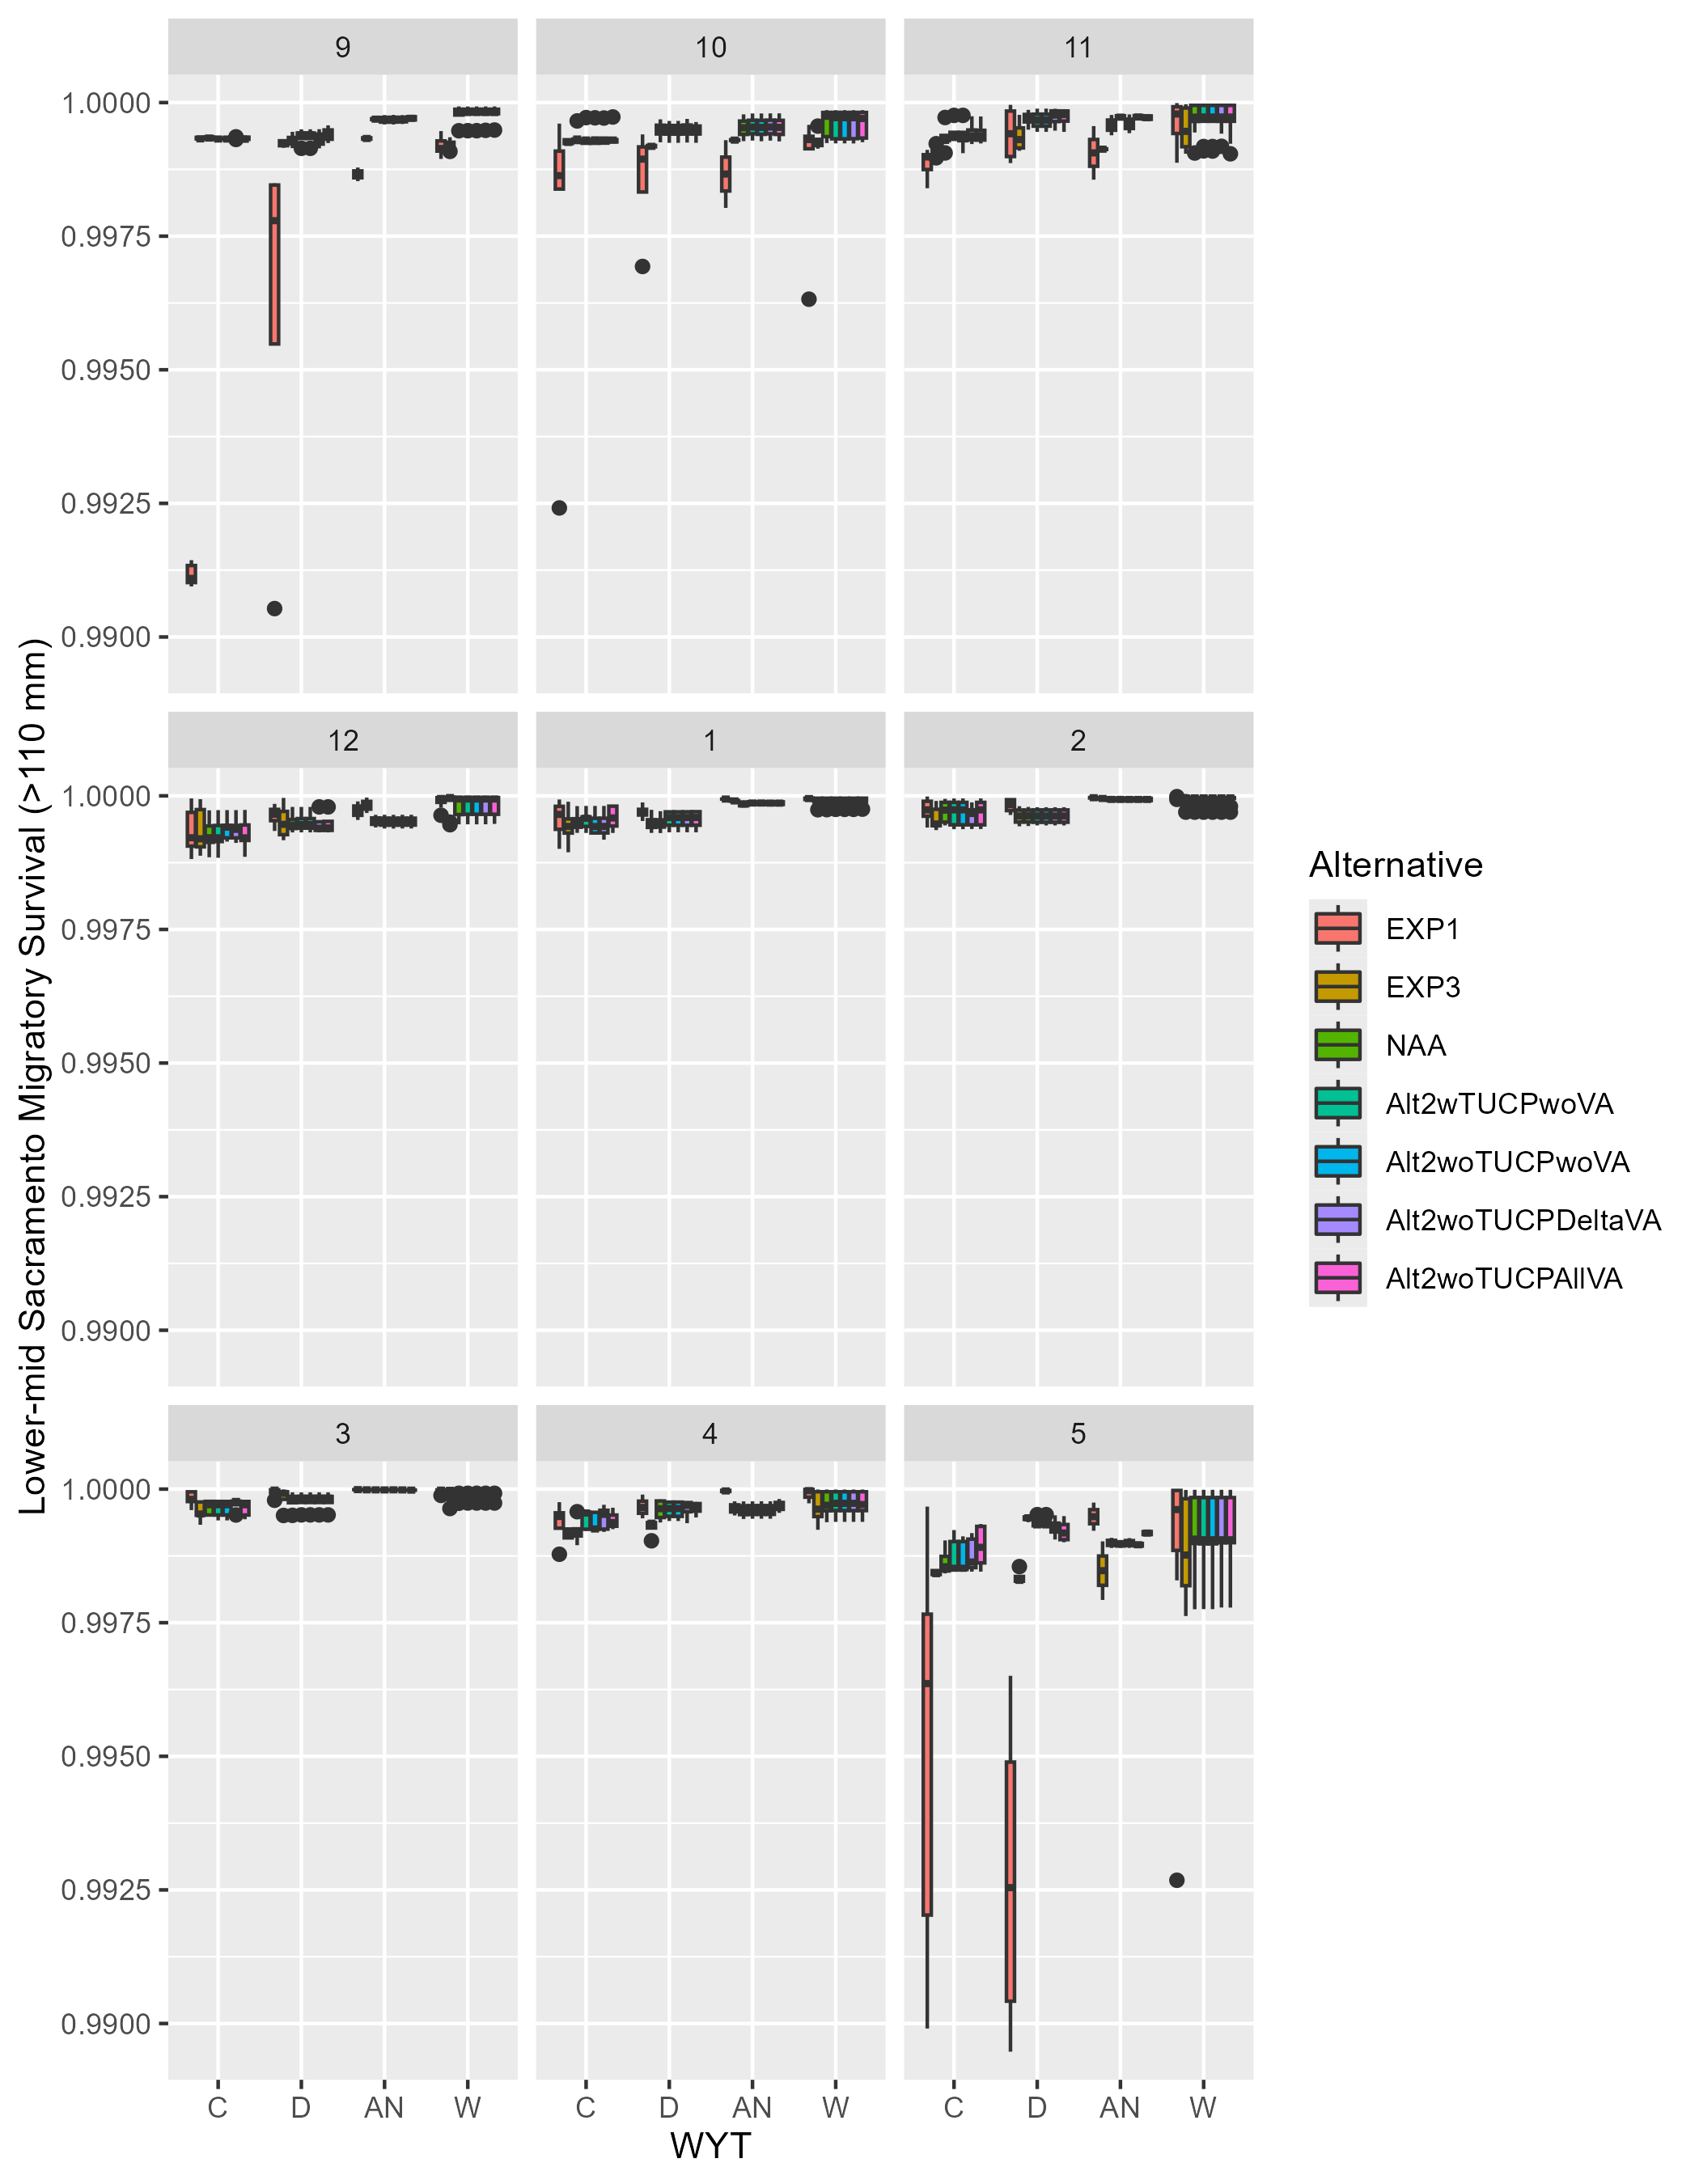 Lower-mid Sacramento Migratory Survival (>110 mm)
9
10
11
1.0000
0.9975
0.9950
0.9925
0.9900
12
1
2
1.0000
0.9975
0.9950
0.9925
0.9900
3
4
5
1.0000
0.9975
0.9950
0.9925
0.9900
C D AN W
C D AN W
C D AN W
WYT
Alternative
EXP1
EXP3
NAA
Alt2wTUCPwoVA
Alt2woTUCPwoVA
Alt2woTUCPDeltaVA
Alt2woTUCPAllVA